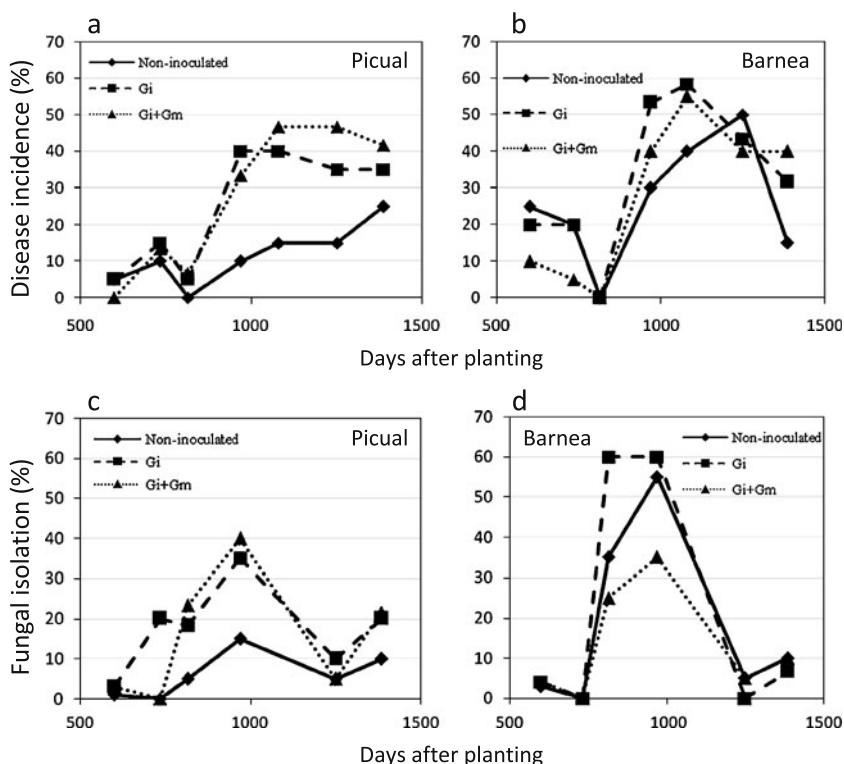 a
Picual
Non-inoculated
Gi
Gi+Gm
Disease incidence (%)
70
60
50
40
30
20
10
0
500
1000
1500
b
Barnea
Non-inoculated
Gi
Gi+Gm
70
60
50
40
30
20
10
0
500
1000
1500
Days after planting
c
Picual
Non-inoculated
Gi
Gi+Gm
Fungal isolation (%)
70
60
50
40
30
20
10
0
500
1000
1500
d
Barnea
Non-inoculated
Gi
Gi+Gm
70
60
50
40
30
20
10
0
500
1000
1500
Days after planting